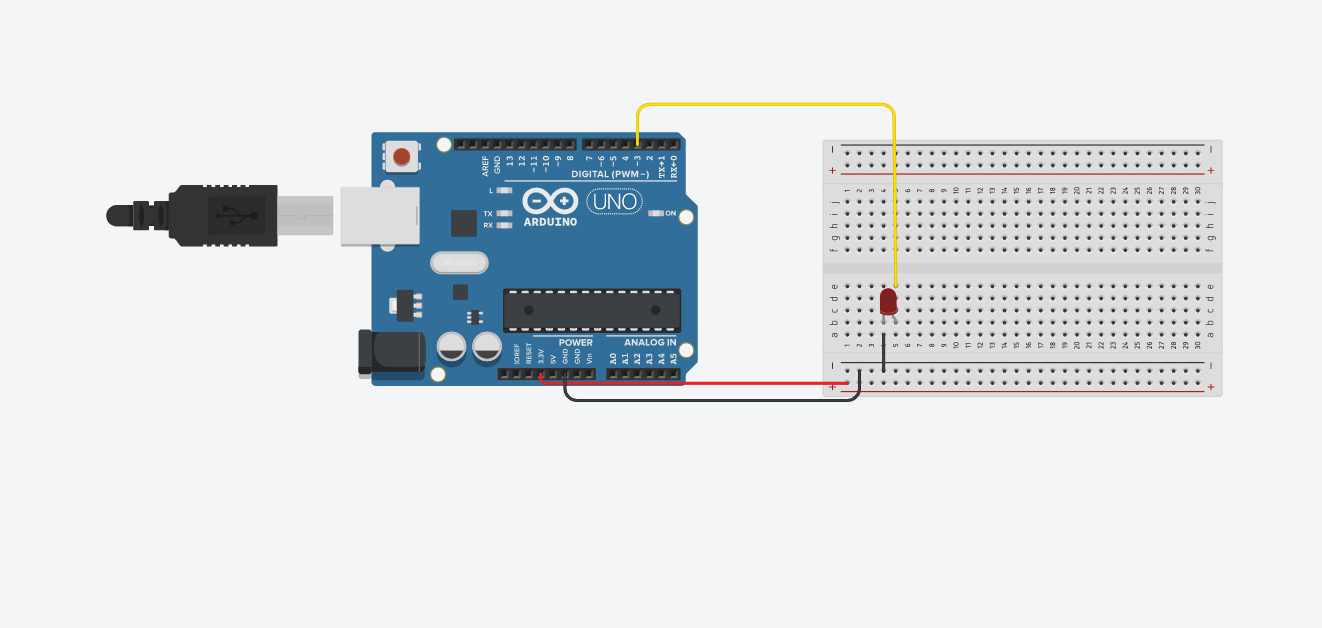 AREF
GND
13
12
~11
~10
~9
8
7
~6
~5
4
~3
2
TX→1
RX←0
DIGITAL (PWM~)
L
TX
RX
ARDUINO
UNO
ON
POWER
ANALOG IN
IOREF
RESET
3.3V
5V
GND
GND
Vin
A0
A1
A2
A3
A4
A5
− −
+ +
1 2 3 4 5 6 7 8 9 10 11 12 13 14 15 16 17 18 19 20 21 22 23 24 25 26 27 28 29 30
j j
i i
h h
g g
f f
e e
d d
c c
b b
a a
1 2 3 4 5 6 7 8 9 10 11 12 13 14 15 16 17 18 19 20 21 22 23 24 25 26 27 28 29 30
− −
+ +